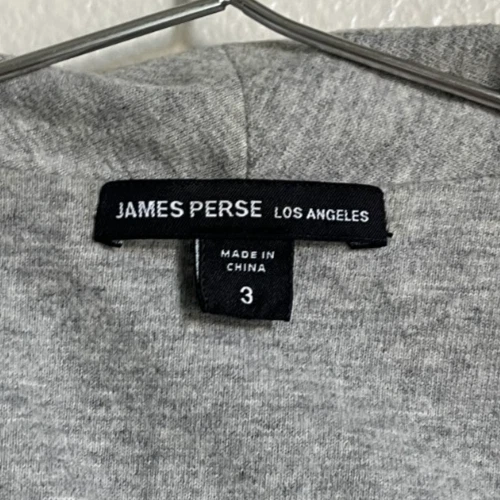 JAMES PERSE LOS ANGELES
MADE IN
CHINA
3